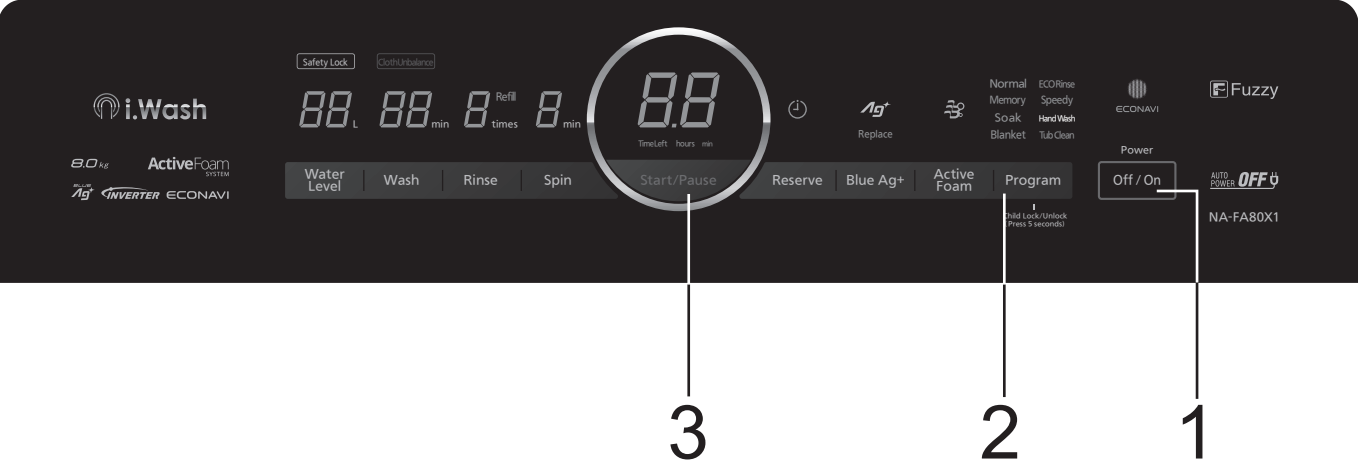 i.Wash
8.0 kg
ActiveFoam
SYSTEM
BLUE
Ag+
INVERTER ECONAVI
Safety Lock
ClothUnbalance
88 L
88 min
8 Refill
times
8 min
8.8
TimeLeft hours min
Water
Level
Wash
Rinse
Spin
Start/Pause
Ag+
Replace
Normal ECO Rinse
Memory Speedy
Soak Hand Wash
Blanket Tub Clean
Reserve
Blue Ag+
Active
Foam
Program
Child Lock/Unlock
(Press 5 seconds)
ECONAVI
Power
Off / On
Fuzzy
AUTO
POWER OFF
NA-FA80X1
3
2
1